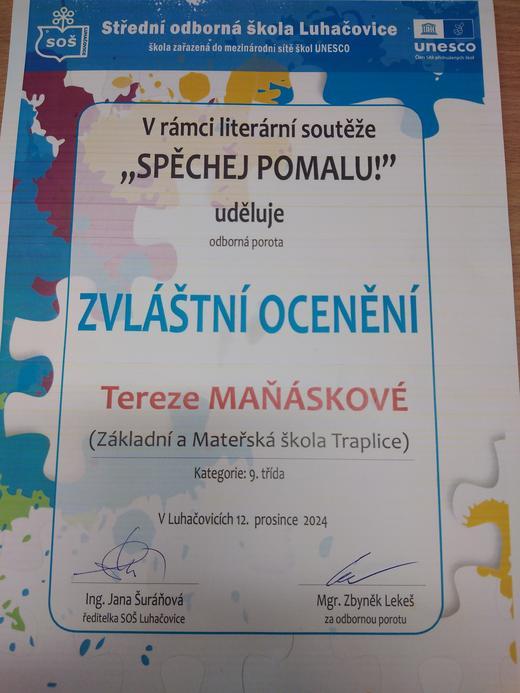 Střední odborná škola Luhačovice
škola zařazená do mezinárodní sítě škol UNESCO
SOŠ
unesco
V rámci literární soutěže
„SPĚCHEJ POMALU!”
uděluje
odborná porota
ZVLÁŠTNÍ OCENĚNÍ
Tereze MAŇÁSKOVÉ
(Základní a Mateřská škola Traplice)
Kategorie: 9. třída
V Luhačovicích 12. prosince 2024
Ing. Jana Šuráňová
ředitelka SOŠ Luhačovice
Mgr. Zbyněk Lekeš
za odbornou porotu